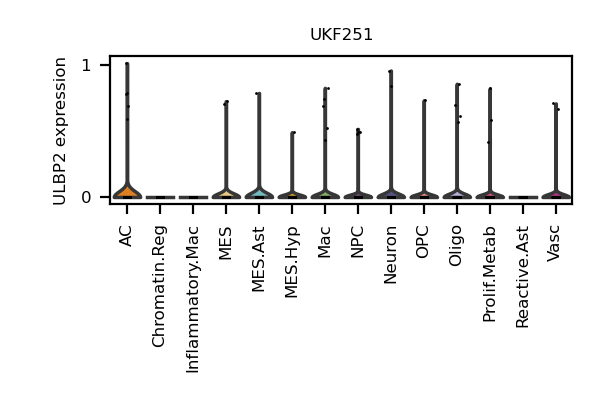 UKF251
ULBP2 expression
1
0
AC
Chromatin.Reg
Inflammatory.Mac
MES
MES.Ast
MES.Hyp
Mac
NPC
Neuron
OPC
Oligo
Prolif.Metab
Reactive.Ast
Vasc